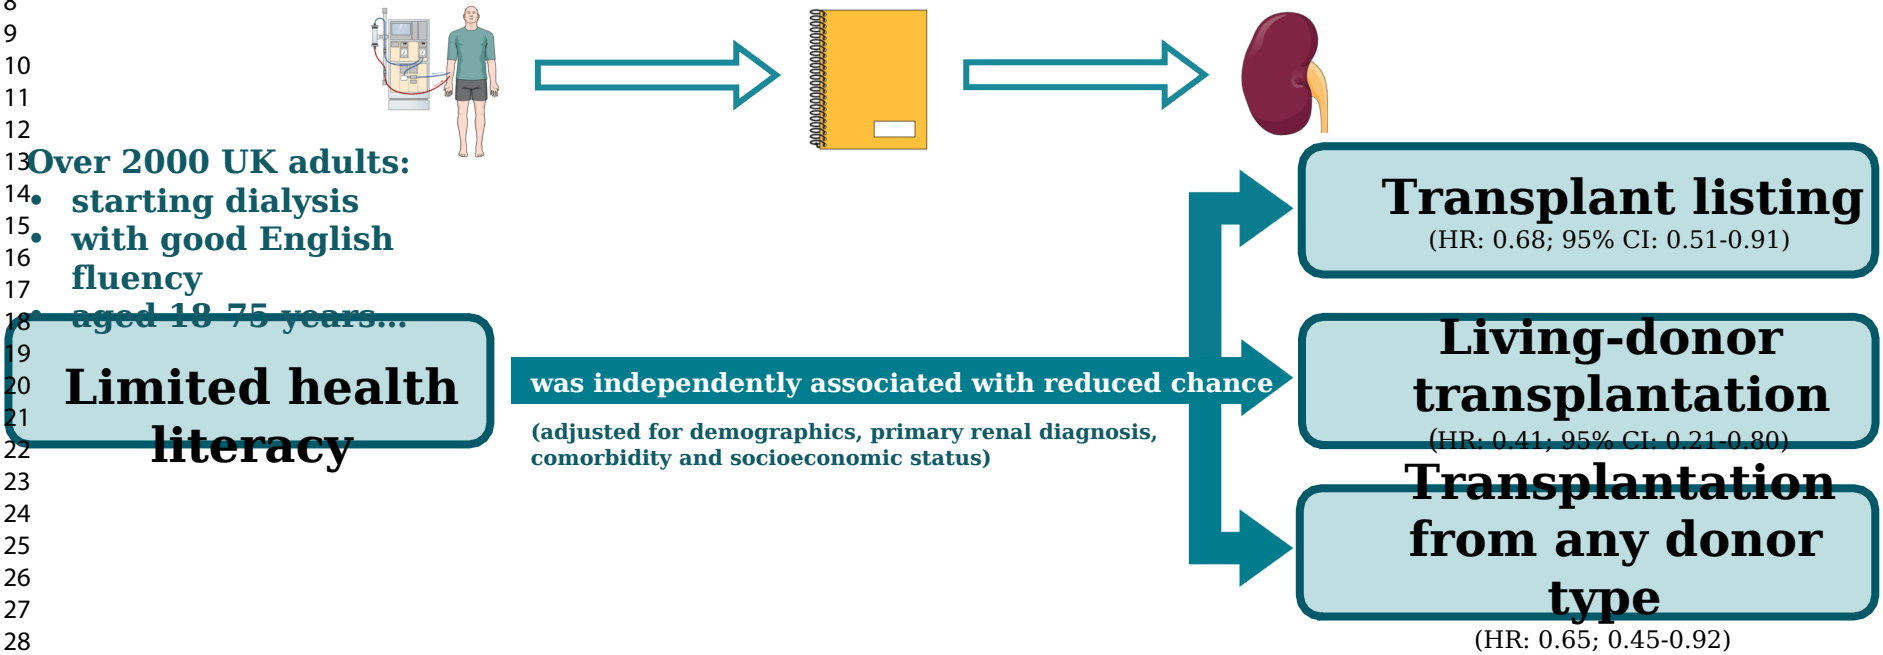 8
9
10
11
12
13
14
15
16
17
18
19
20
21
22
23
24
25
26
27
28
Over 2000 UK adults:
• starting dialysis
• with good English
fluency
• aged 18-75 years...
Limited health
literacy
was independently associated with reduced chance
(adjusted for demographics, primary renal diagnosis,
comorbidity and socioeconomic status)
Transplant listing
(HR: 0.68; 95% CI: 0.51-0.91)
Living-donor
transplantation
(HR: 0.41; 95% CI: 0.21-0.80)
Transplantation
from any donor
type
(HR: 0.65; 0.45-0.92)